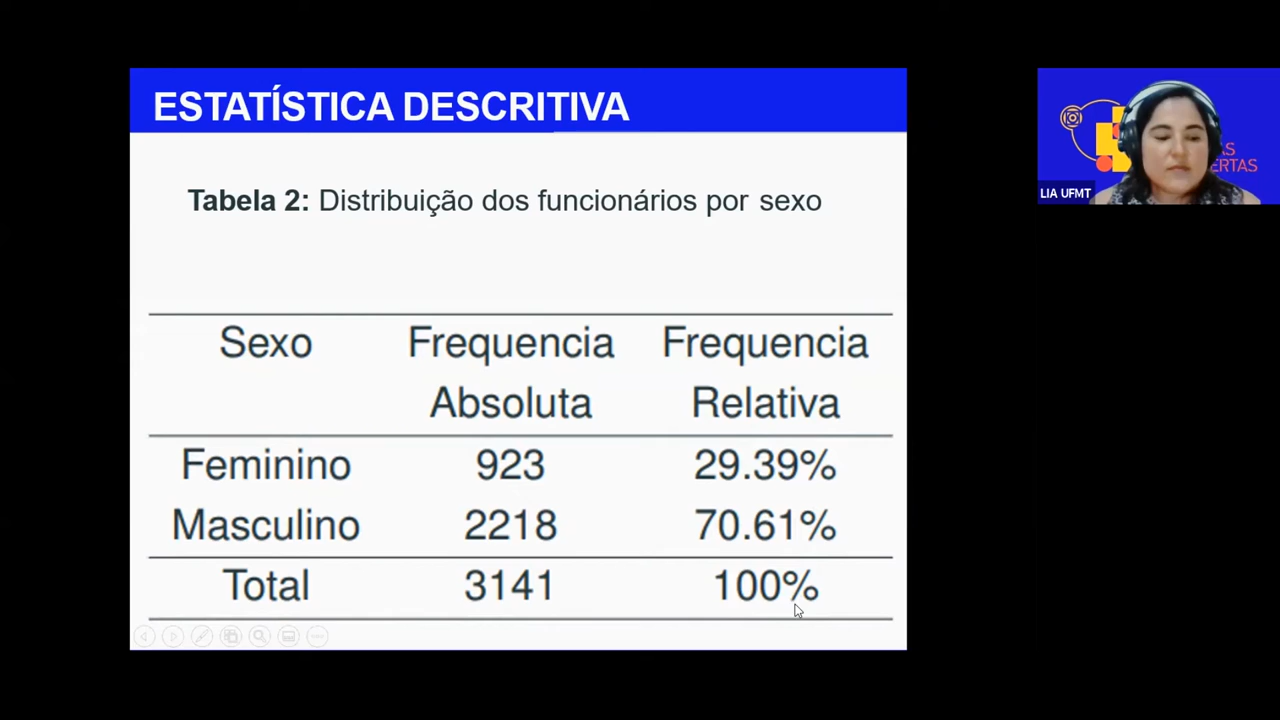 ESTATÍSTICA DESCRITIVA
Tabela 2: Distribuição dos funcionários por sexo
Sexo Frequencia Frequencia
Absoluta Relativa
Feminino 923 29.39%
Masculino 2218 70.61%
Total 3141 100%
LIA UFMT